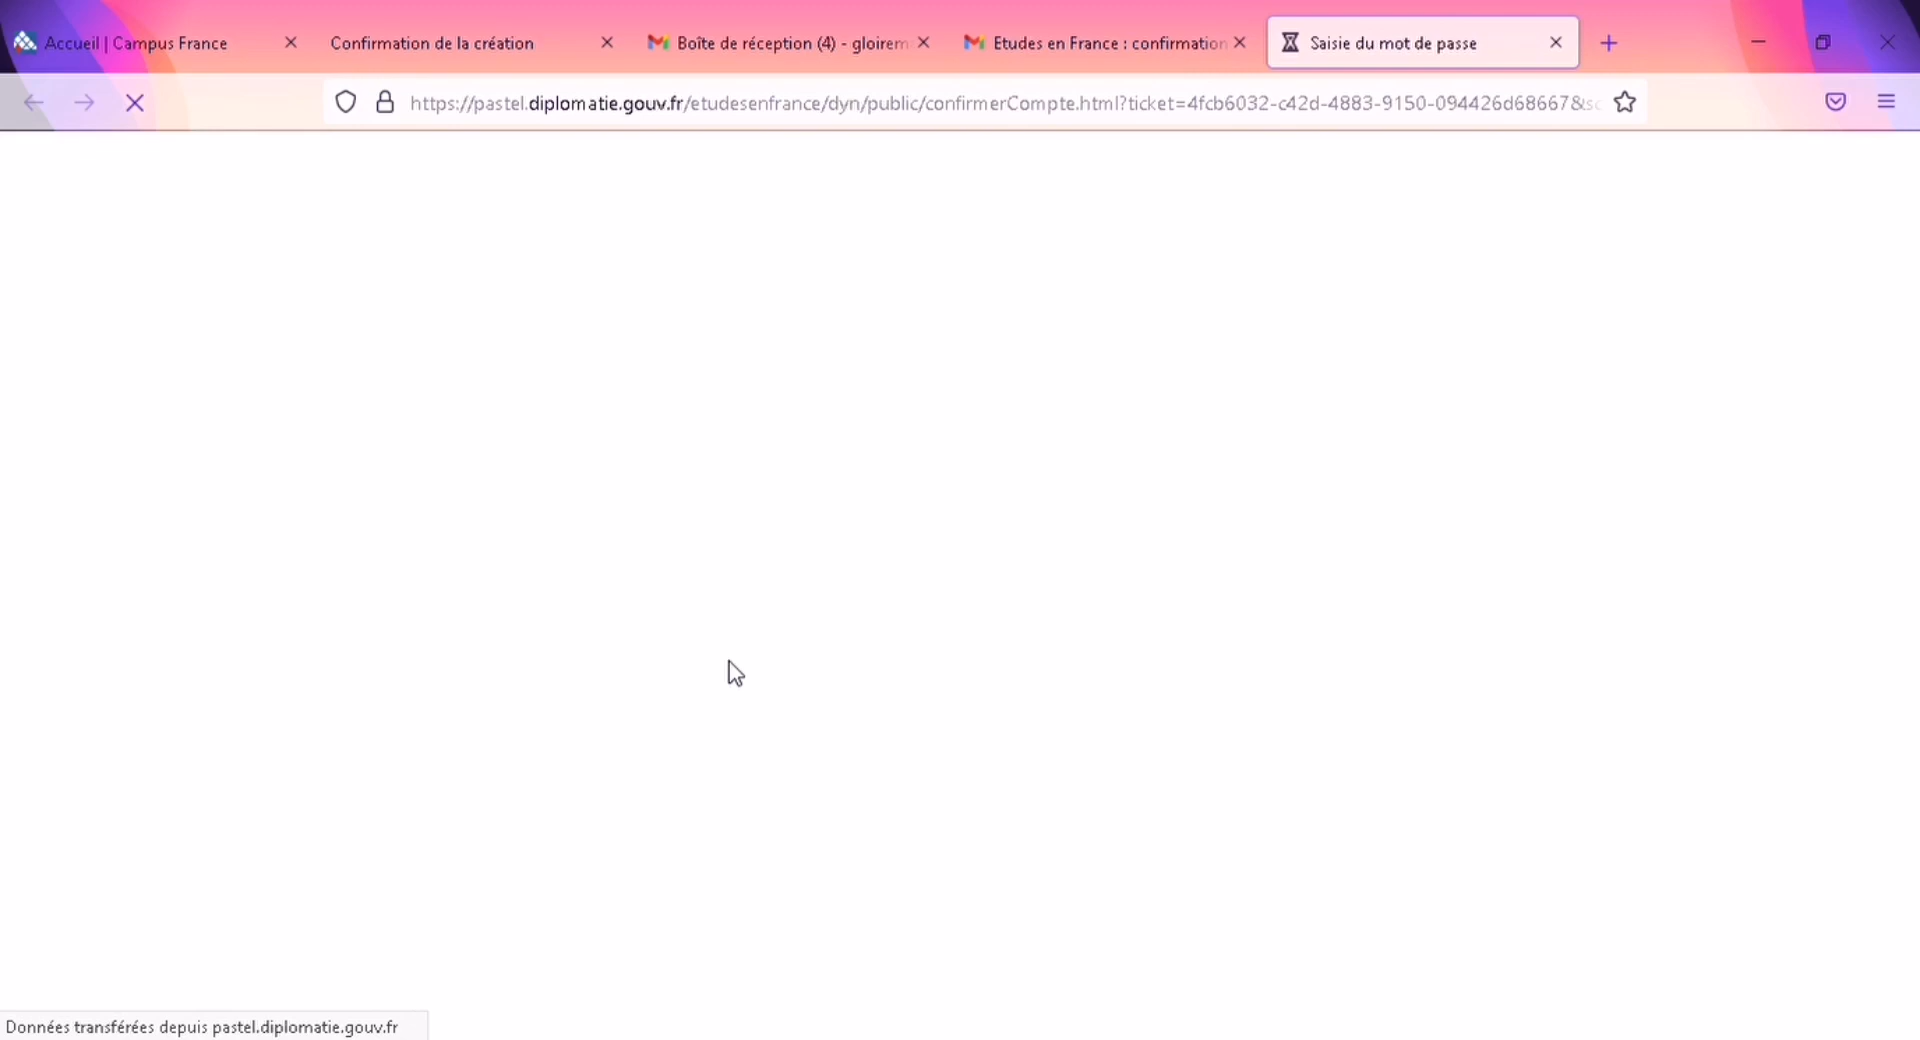 Accueil | Campus France
Confirmation de la création
Boîte de réception (4) - gloirem
Etudes en France : confirmation
Saisie du mot de passe
https://pastel.diplomatie.gouv.fr/etudesenfrance/dyn/public/confirmerCompte.html?ticket=4fcb6032-c42d-4883-9150-094426d68667&
Données transférées depuis pastel.diplomatie.gouv.fr